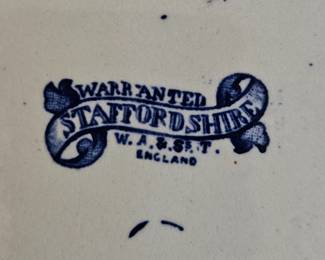 WARRANTED
STAFFORDSHIRE
W. A. & S. T.
ENGLAND